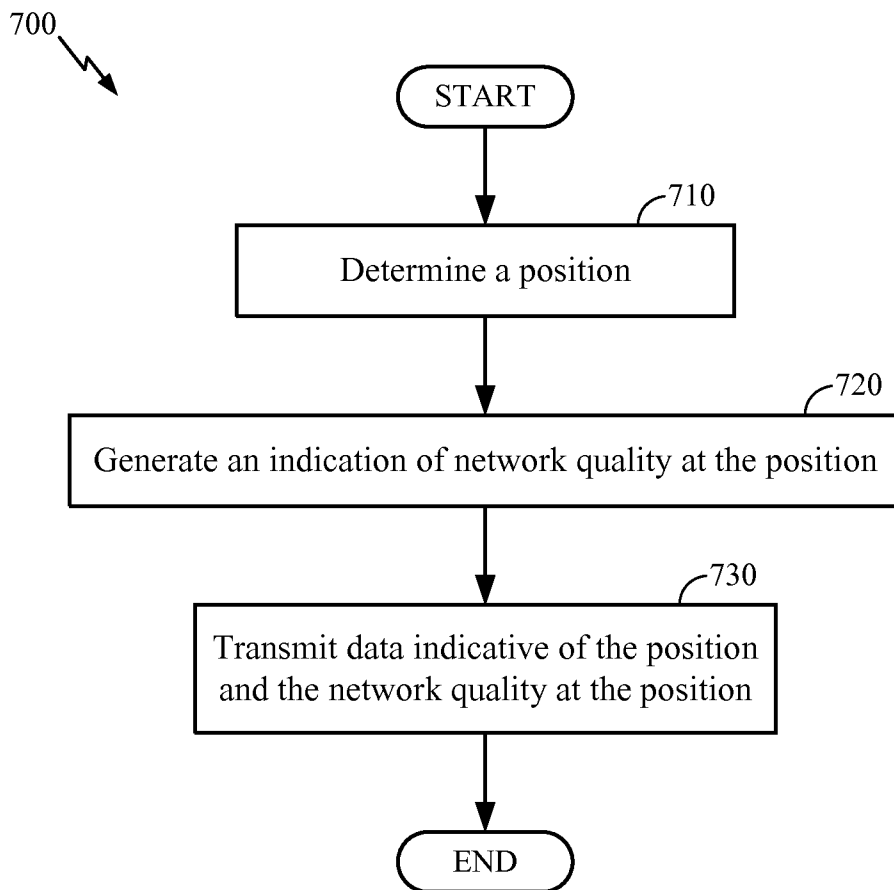 700
START
710
Determine a position
720
Generate an indication of network quality at the position
730
Transmit data indicative of the position
and the network quality at the position
END